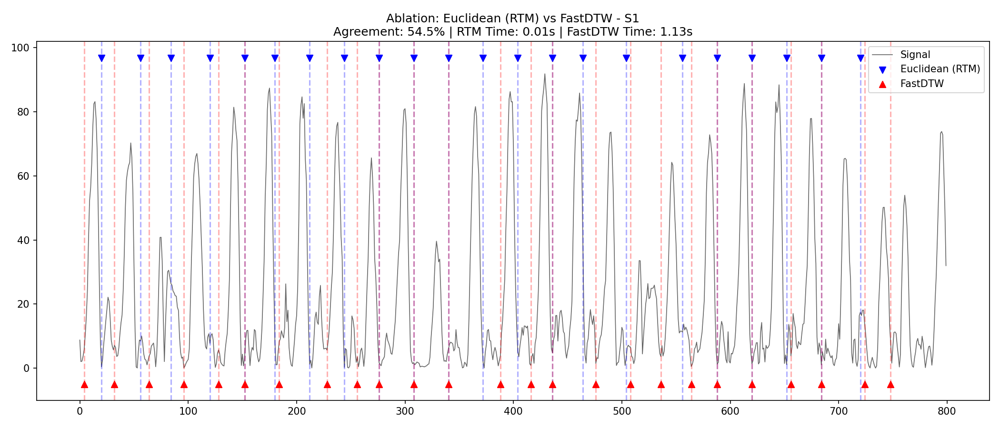 Ablation: Euclidean (RTM) vs FastDTW - S1
Agreement: 54.5% | RTM Time: 0.01s | FastDTW Time: 1.13s
100
80
60
40
20
0
Signal
Euclidean (RTM)
FastDTW
0 100 200 300 400 500 600 700 800